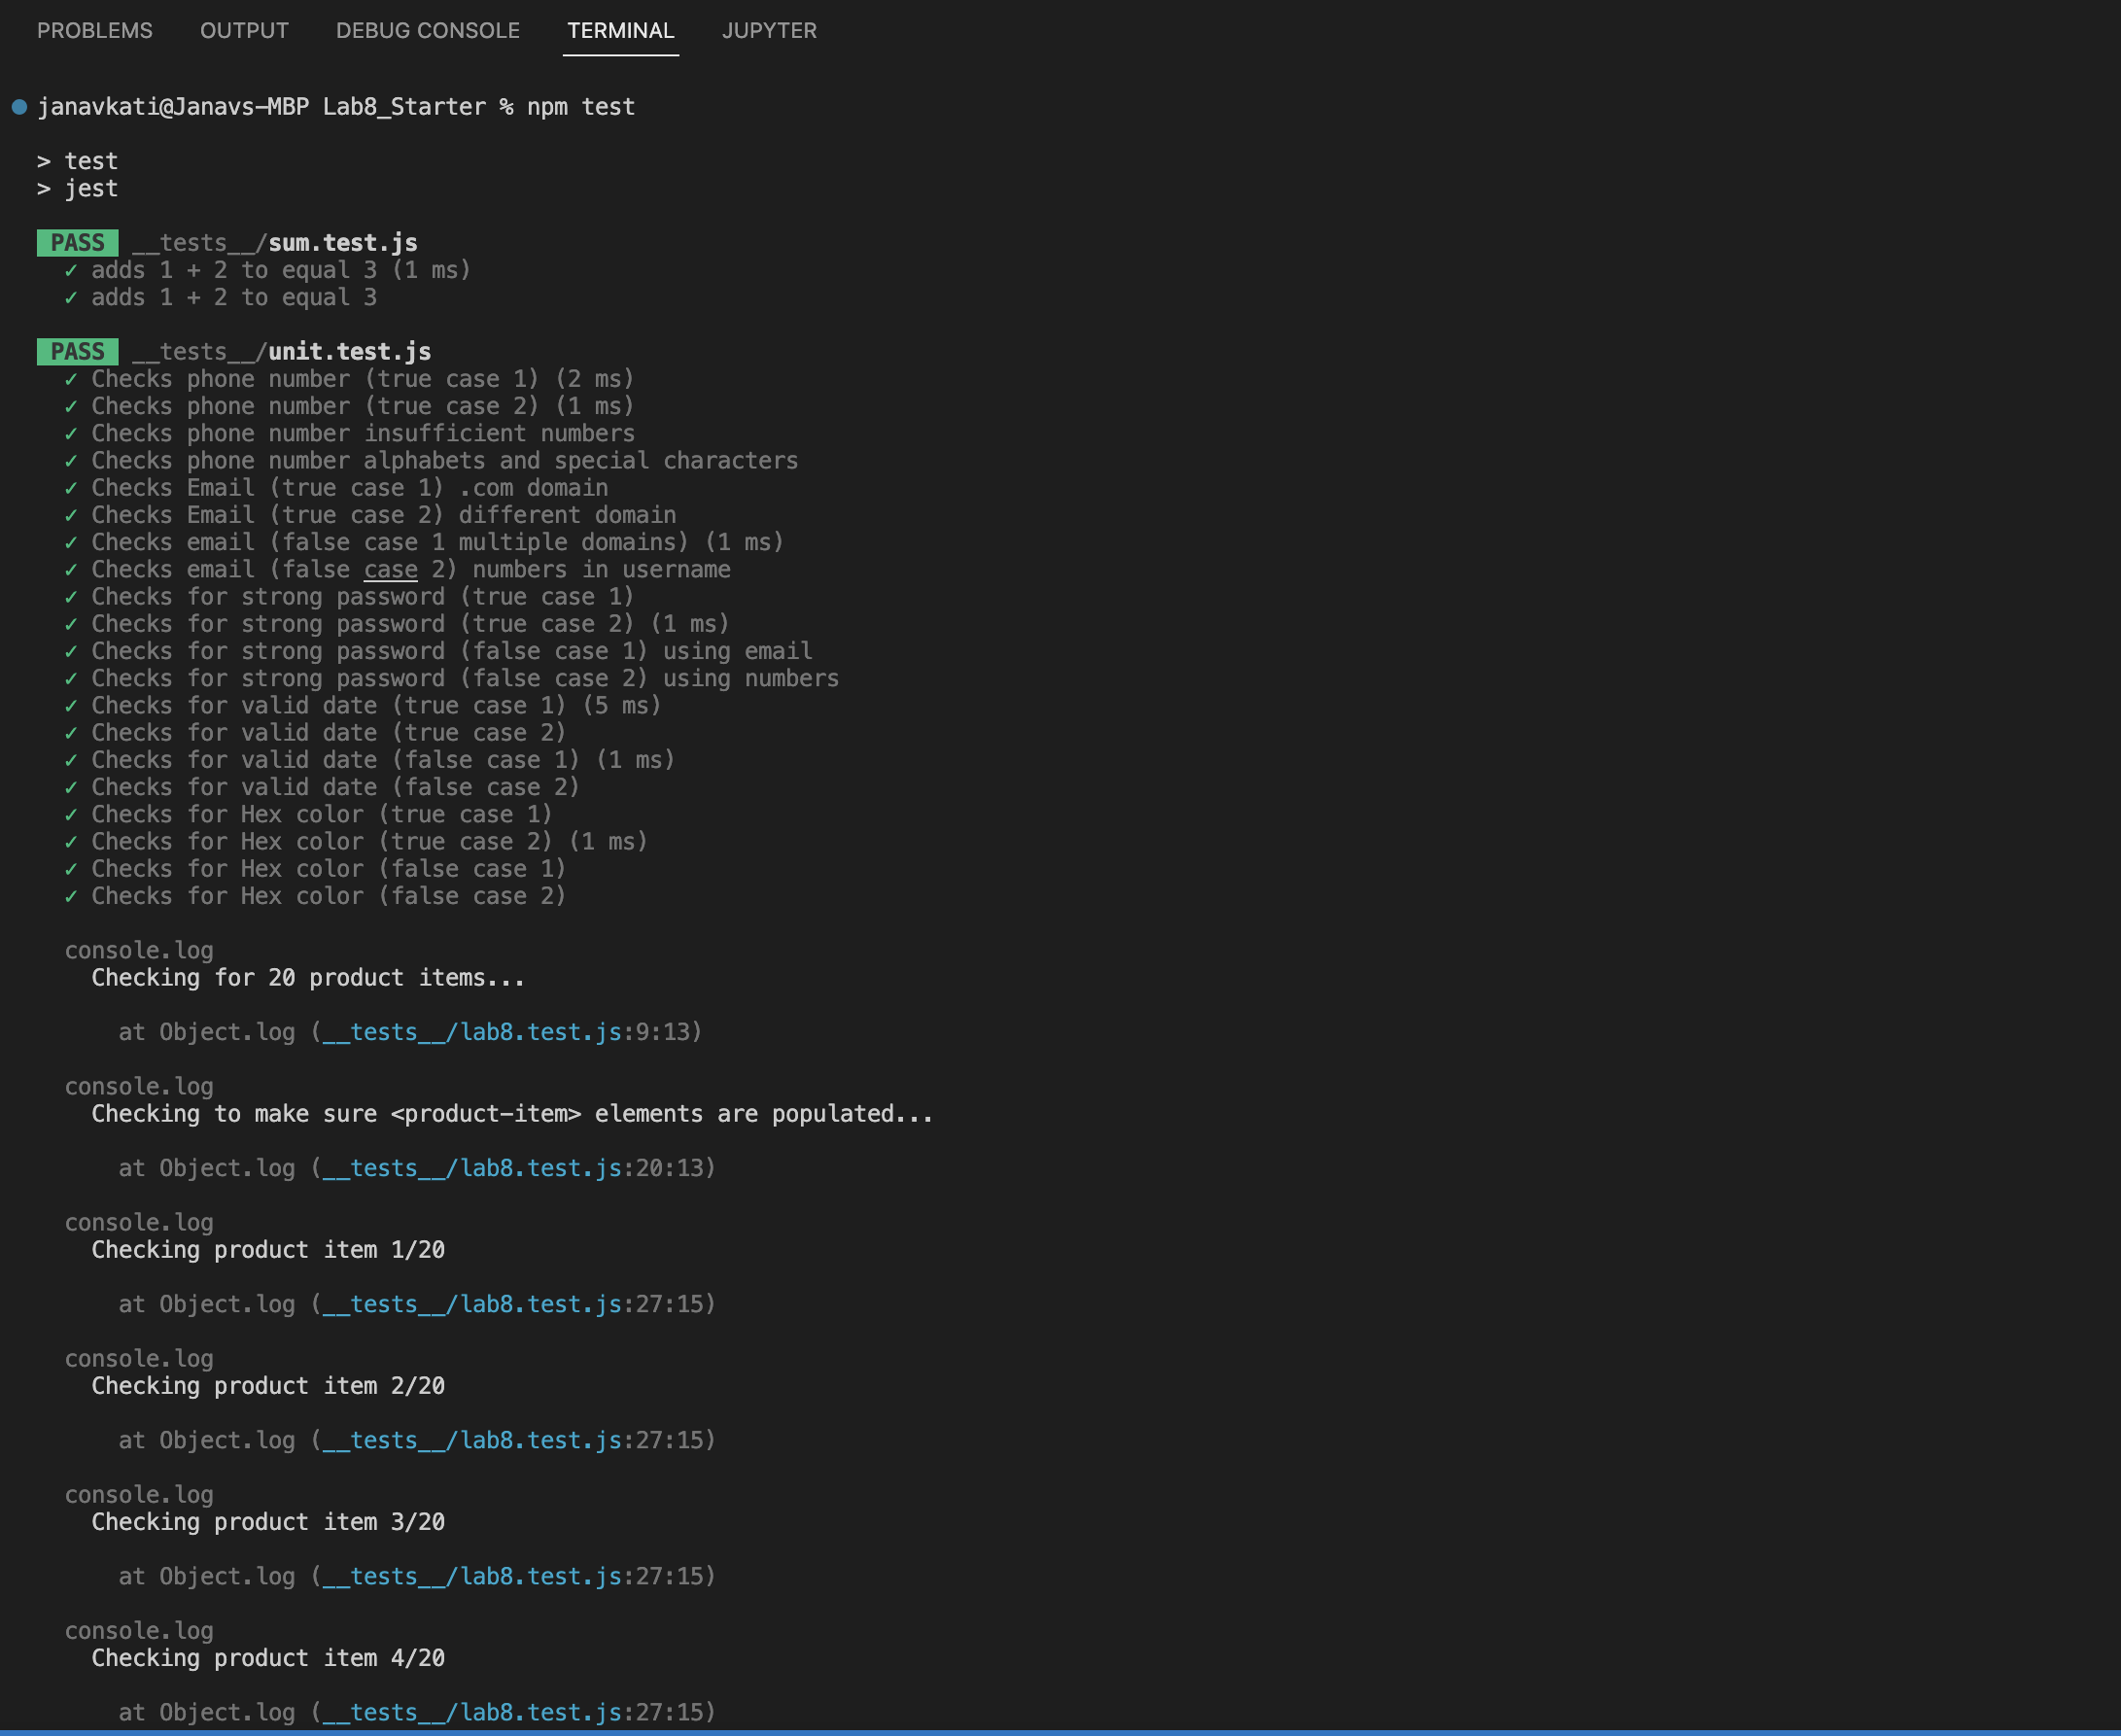 PROBLEMS OUTPUT DEBUG CONSOLE TERMINAL JUPYTER
janavkati@Janavs-MBP Lab8_Starter % npm test
> test
> jest
PASS __tests__/sum.test.js
✓ adds 1 + 2 to equal 3 (1 ms)
✓ adds 1 + 2 to equal 3
PASS __tests__/unit.test.js
✓ Checks phone number (true case 1) (2 ms)
✓ Checks phone number (true case 2) (1 ms)
✓ Checks phone number insufficient numbers
✓ Checks phone number alphabets and special characters
✓ Checks Email (true case 1) .com domain
✓ Checks Email (true case 2) different domain
✓ Checks email (false case 1 multiple domains) (1 ms)
✓ Checks email (false case 2) numbers in username
✓ Checks for strong password (true case 1)
✓ Checks for strong password (true case 2) (1 ms)
✓ Checks for strong password (false case 1) using email
✓ Checks for strong password (false case 2) using numbers
✓ Checks for valid date (true case 1) (5 ms)
✓ Checks for valid date (true case 2)
✓ Checks for valid date (false case 1) (1 ms)
✓ Checks for valid date (false case 2)
✓ Checks for Hex color (true case 1)
✓ Checks for Hex color (true case 2) (1 ms)
✓ Checks for Hex color (false case 1)
✓ Checks for Hex color (false case 2)
console.log
Checking for 20 product items...
at Object.log (__tests__/lab8.test.js:9:13)
console.log
Checking to make sure <product-item> elements are populated...
at Object.log (__tests__/lab8.test.js:20:13)
console.log
Checking product item 1/20
at Object.log (__tests__/lab8.test.js:27:15)
console.log
Checking product item 2/20
at Object.log (__tests__/lab8.test.js:27:15)
console.log
Checking product item 3/20
at Object.log (__tests__/lab8.test.js:27:15)
console.log
Checking product item 4/20
at Object.log (__tests__/lab8.test.js:27:15)